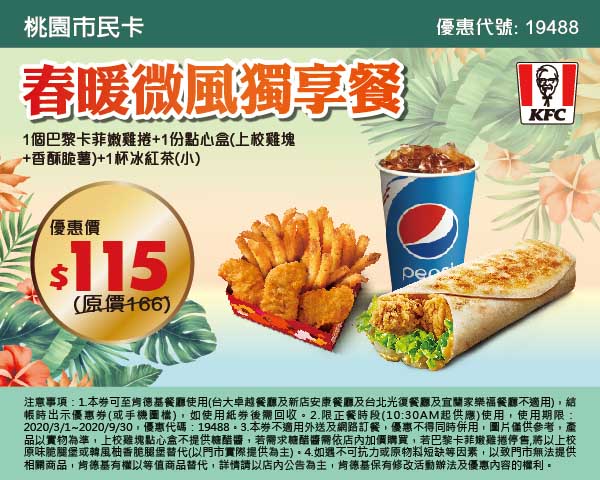 桃園市民卡
優惠代號: 19488
春暖微風獨享餐
KFC
1個巴黎卡菲嫩雞捲+1份點心盒(上校雞塊
+香酥脆薯)+1杯冰紅茶(小)
優惠價
$115
(原價166)
pepsi
注意事項：1.本券可至肯德基餐廳使用(台大卓越餐廳及新店安康餐廳及台北光復餐廳及宜蘭家樂福餐廳不適用)，結
帳時出示優惠券(或手機圖檔)，如使用紙券後需回收。2.限正餐時段(10:30AM起供應)使用，使用期限：
2020/3/1~2020/9/30，優惠代碼：19488。3.本券不適用外送及網路訂餐，優惠不得同時併用，圖片僅供參考，產
品以實物為準，上校雞塊點心盒不提供糖醋醬，若需求糖醋醬需依店內加價購買，若巴黎卡菲嫩雞捲停售,將以上校
原味脆腿堡或韓風柚香脆腿堡替代(以門市實際提供為主)。4.如遇不可抗力或原物料短缺等因素，以致門市無法提供
相關商品，肯德基有權以等值商品替代，詳情請以店內公告為主，肯德基保有修改活動辦法及優惠內容的權利。